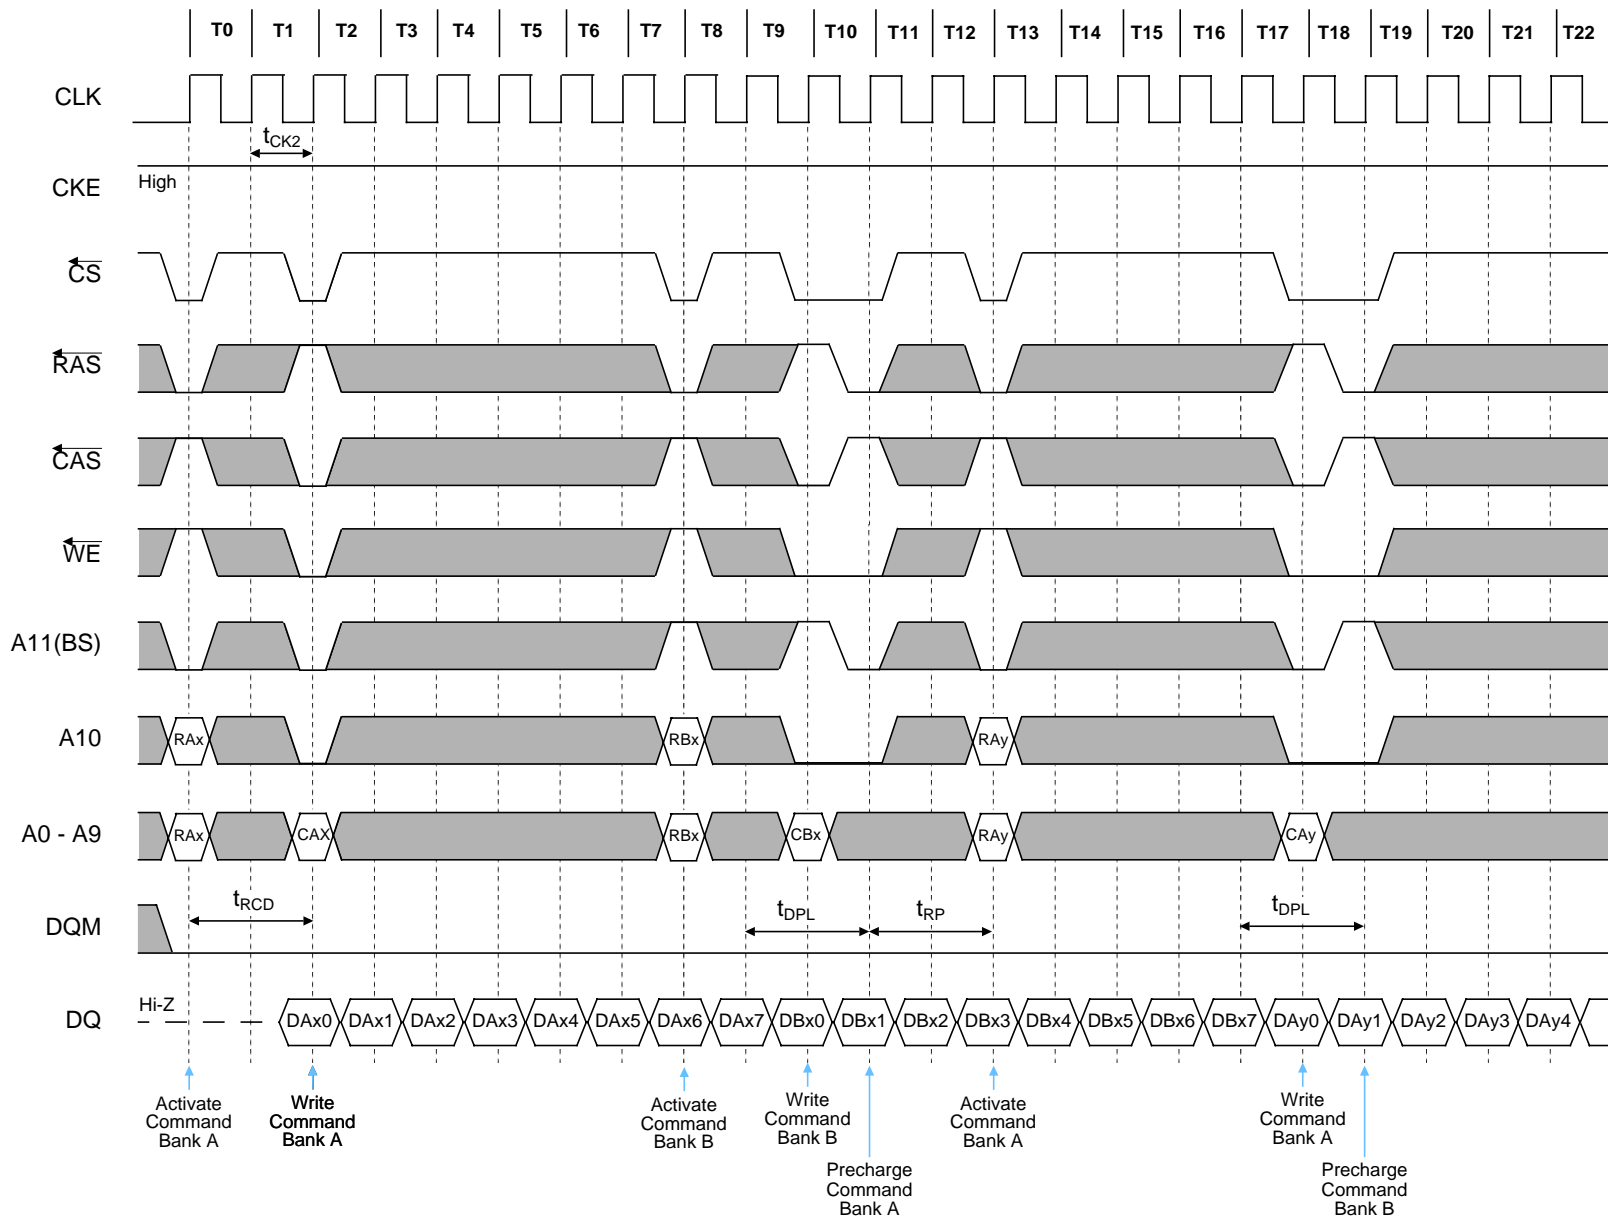 T0 T1 T2 T3 T4 T5 T6 T7 T8 T9 T10 T11 T12 T13 T14 T15 T16 T17 T18 T19 T20 T21 T22
CLK
tCK2
CKE
High
CS
RAS
CAS
WE
A11(BS)
A10
RAx RBx RAy
A0 - A9
RAx CAX RBx CBx RAy CAy
DQM
tRCD tDPL tRP tDPL
DQ
Hi-Z
DAx0 DAx1 DAx2 DAx3 DAx4 DAx5 DAx6 DAx7 DBx0 DBx1 DBx2 DBx3 DBx4 DBx5 DBx6 DBx7 DAy0 DAy1 DAy2 DAy3 DAy4
Activate
Command
Bank A
Write
Command
Bank A
Activate
Command
Bank B
Write
Command
Bank B
Precharge
Command
Bank A
Activate
Command
Bank A
Write
Command
Bank A
Precharge
Command
Bank B